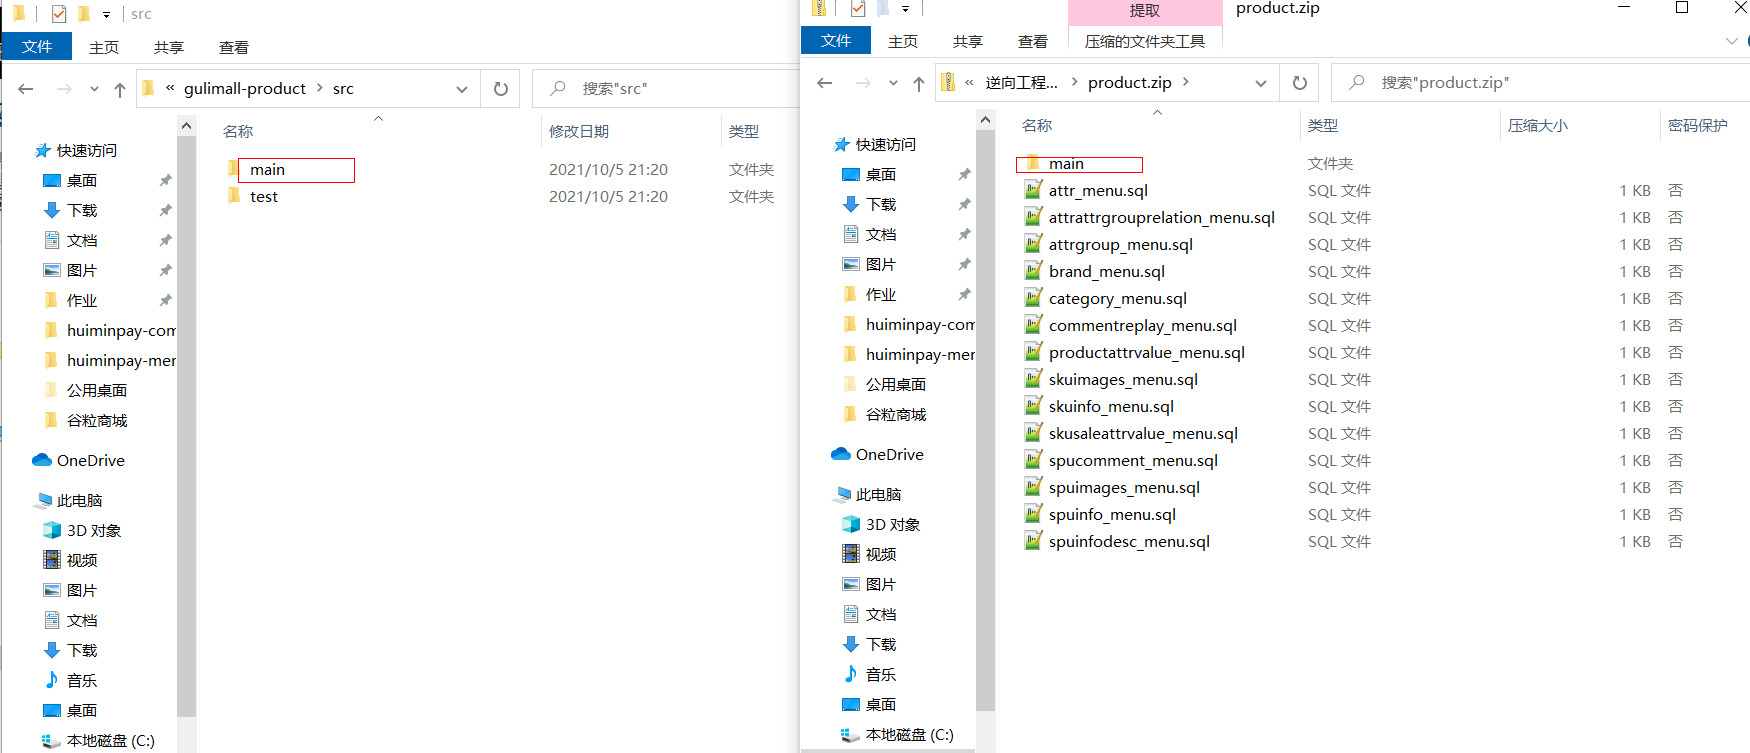 src
文件 主页 共享 查看
« gulimall-product > src 搜索"src"
名称 修改日期 类型
快速访问
桌面
下载
文档
图片
作业
huiminpay-com
huiminpay-mer
公用桌面
谷粒商城
OneDrive
此电脑
3D 对象
视频
图片
文档
下载
音乐
桌面
本地磁盘 (C:)
main 2021/10/5 21:20 文件夹
test 2021/10/5 21:20 文件夹
提取 product.zip
文件 主页 共享 查看 压缩的文件夹工具
« 逆向工程... > product.zip > 搜索"product.zip"
名称 类型 压缩大小 密码保护
快速访问
桌面
下载
文档
图片
作业
huiminpay-com
huiminpay-mer
公用桌面
谷粒商城
OneDrive
此电脑
3D 对象
视频
图片
文档
下载
音乐
桌面
本地磁盘 (C:)
main 文件夹
attr_menu.sql SQL 文件 1 KB 否
attrattrgrouprelation_menu.sql SQL 文件 1 KB 否
attrgroup_menu.sql SQL 文件 1 KB 否
brand_menu.sql SQL 文件 1 KB 否
category_menu.sql SQL 文件 1 KB 否
commentreplay_menu.sql SQL 文件 1 KB 否
productattrvalue_menu.sql SQL 文件 1 KB 否
skuimages_menu.sql SQL 文件 1 KB 否
skuinfo_menu.sql SQL 文件 1 KB 否
skusaleattrvalue_menu.sql SQL 文件 1 KB 否
spucomment_menu.sql SQL 文件 1 KB 否
spuimages_menu.sql SQL 文件 1 KB 否
spuinfo_menu.sql SQL 文件 1 KB 否
spuinfodesc_menu.sql SQL 文件 1 KB 否